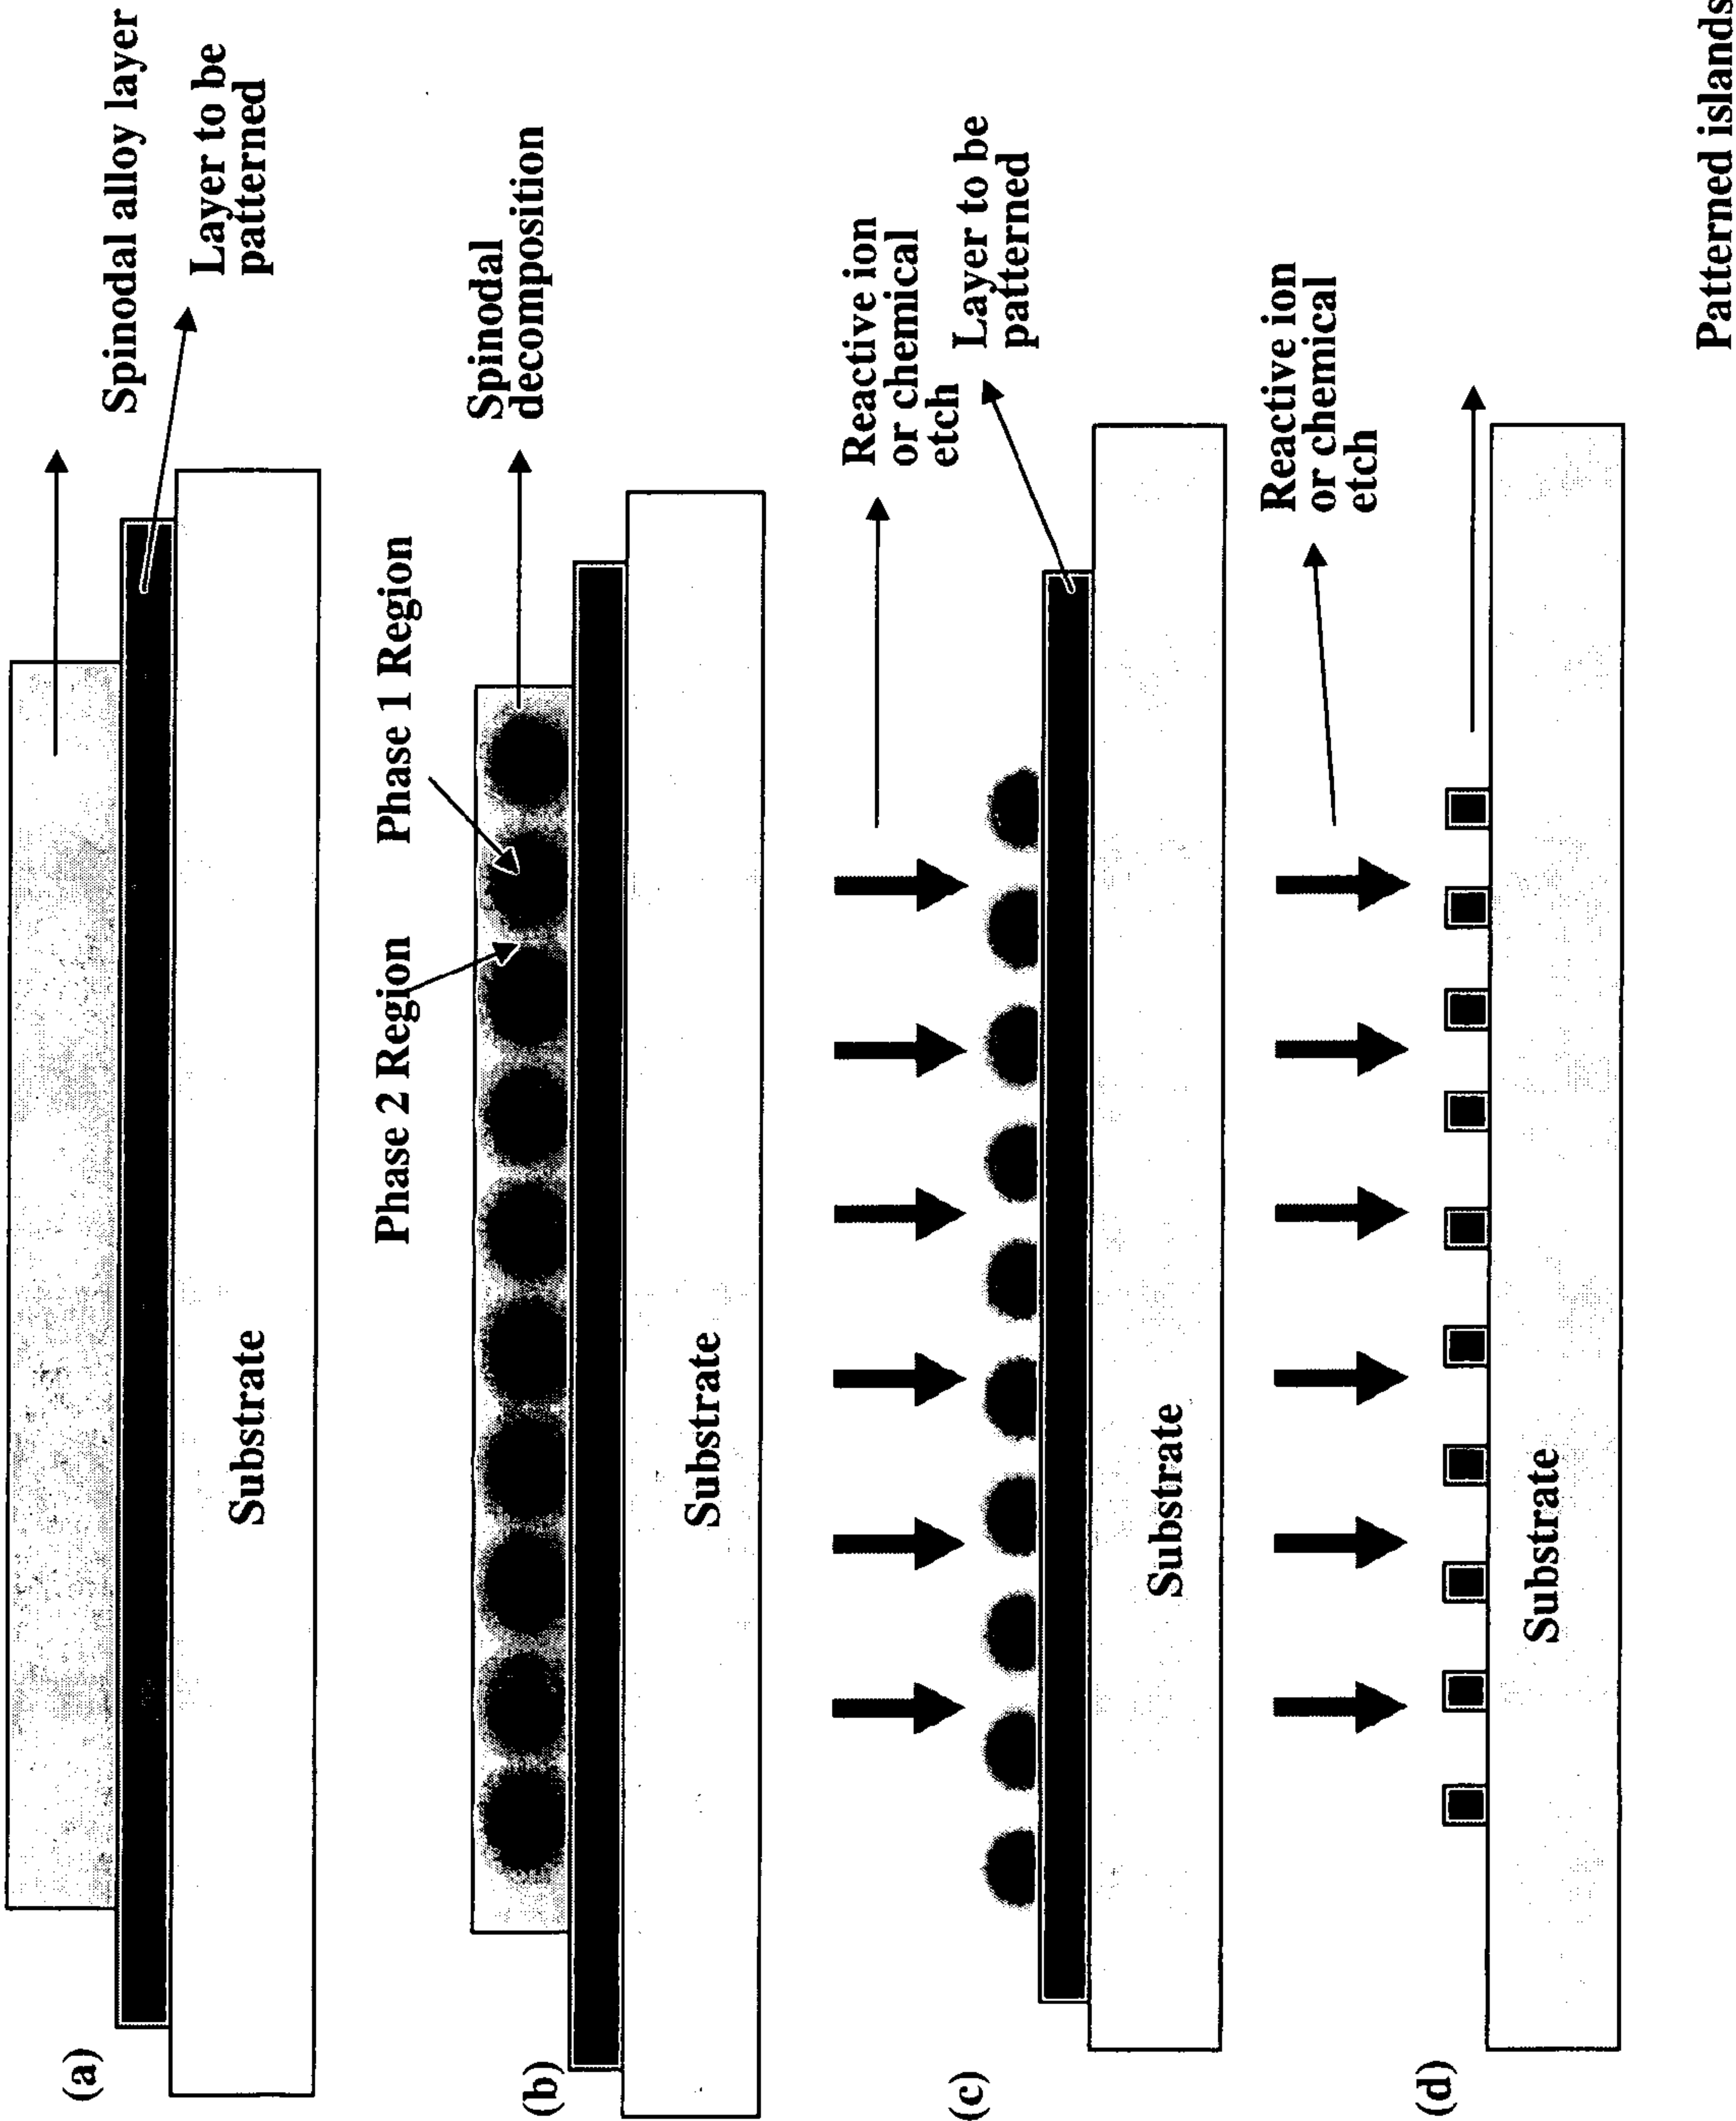 (a)
Spinodal alloy layer
Layer to be
patterned
Substrate
(b)
Phase 2 Region
Phase 1 Region
Spinodal
decomposition
Substrate
(c)
Reactive ion
or chemical
etch
Layer to be
patterned
Substrate
(d)
Reactive ion
or chemical
etch
Substrate
Patterned islands